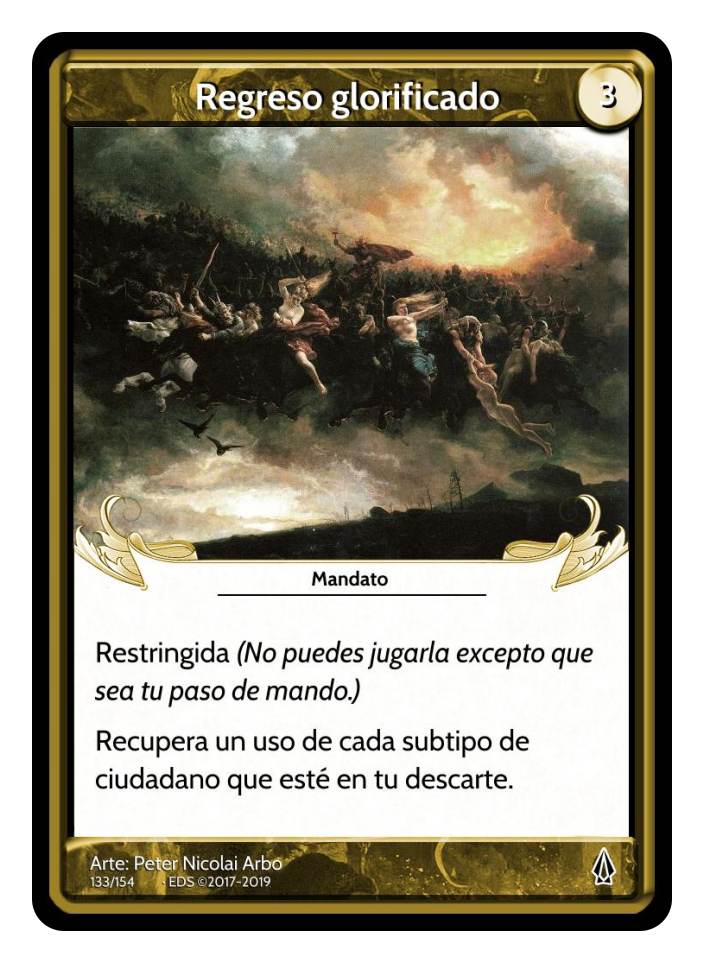 Regreso glorificado
3
Mandato
Restringida (No puedes jugarla excepto que
sea tu paso de mando.)
Recupera un uso de cada subtipo de
ciudadano que esté en tu descarte.
Arte: Peter Nicolai Arbo
133/154 · EDS ©2017-2019